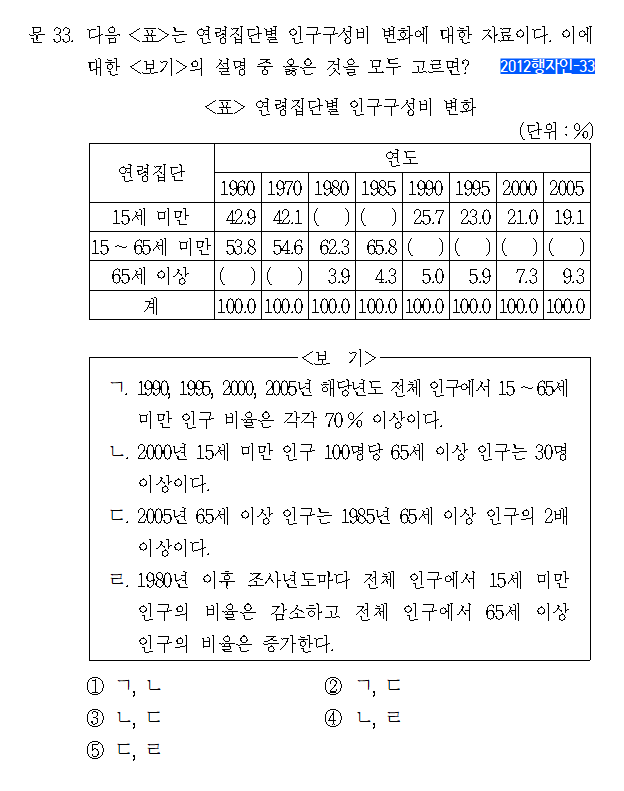 문 33. 다음 <표>는 연령집단별 인구구성비 변화에 대한 자료이다. 이에
대한 <보기>의 설명 중 옳은 것을 모두 고르면? 2012행자인-33
<표> 연령집단별 인구구성비 변화
(단위 : %)
연령집단 연도
1960 1970 1980 1985 1990 1995 2000 2005
15세 미만 42.9 42.1 ( ) ( ) 25.7 23.0 21.0 19.1
15 ~ 65세 미만 53.8 54.6 62.3 65.8 ( ) ( ) ( ) ( )
65세 이상 ( ) ( ) 3.9 4.3 5.0 5.9 7.3 9.3
계 100.0 100.0 100.0 100.0 100.0 100.0 100.0 100.0
<보 기>
ㄱ. 1990, 1995, 2000, 2005년 해당년도 전체 인구에서 15 ~ 65세
미만 인구 비율은 각각 70 % 이상이다.
ㄴ. 2000년 15세 미만 인구 100명당 65세 이상 인구는 30명
이상이다.
ㄷ. 2005년 65세 이상 인구는 1985년 65세 이상 인구의 2배
이상이다.
ㄹ. 1980년 이후 조사년도마다 전체 인구에서 15세 미만
인구의 비율은 감소하고 전체 인구에서 65세 이상
인구의 비율은 증가한다.
① ㄱ, ㄴ ② ㄱ, ㄷ
③ ㄴ, ㄷ ④ ㄴ, ㄹ
⑤ ㄷ, ㄹ